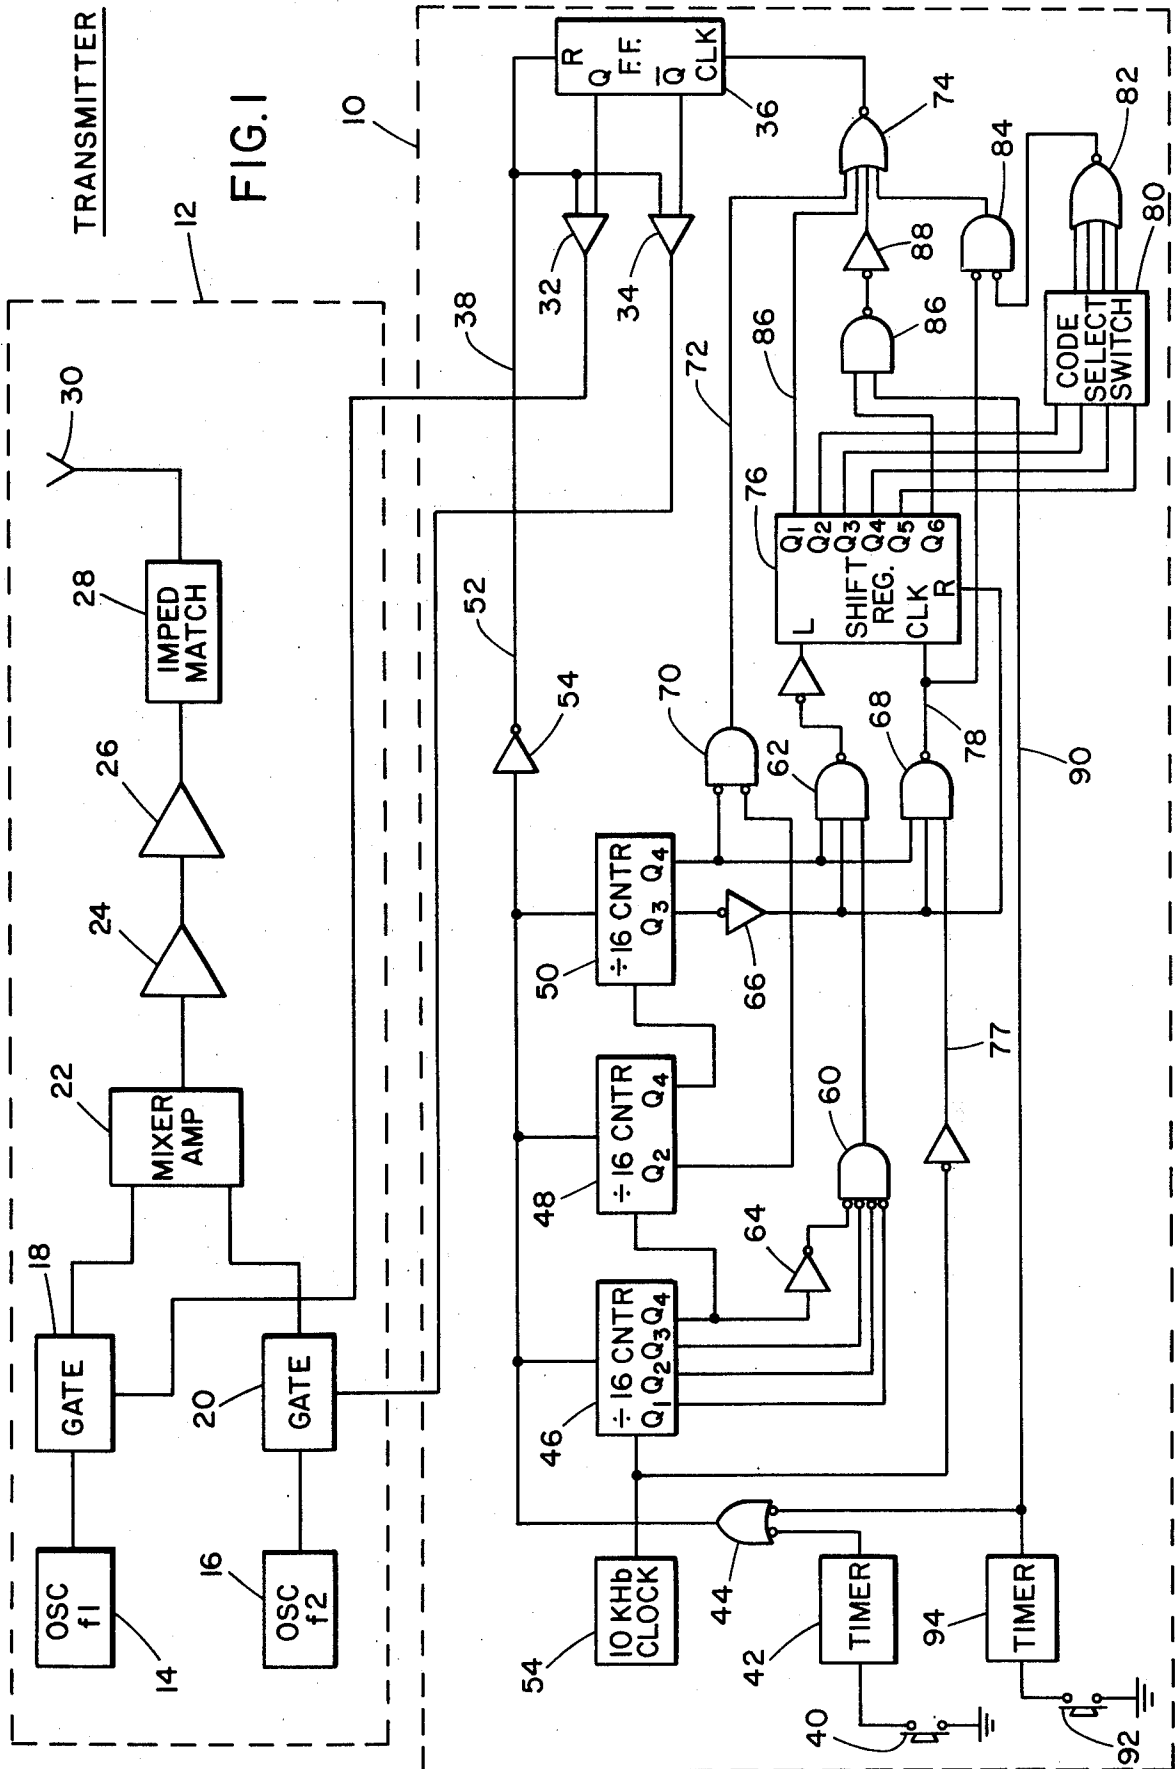 TRANSMITTER
FIG. 1
12
10
30
28
IMPED
MATCH
26
24
22
MIXER
AMP
18
GATE
20
GATE
OSC
f1
14
16
OSC
f2
38
R
Q
F.F.
Q̅
CLK
36
32
34
52
54
74
72
86
88
86
84
82
80
CODE
SELECT
SWITCH
76
Q1
Q2
Q3
Q4
Q5
Q6
L
SHIFT
REG.
CLK
R
70
62
68
78
90
50
÷16 CNTR
Q3
Q4
66
77
48
÷16 CNTR
Q2
Q4
60
64
46
÷16 CNTR
Q1
Q2
Q3
Q4
44
54
10 KHb
CLOCK
42
TIMER
94
TIMER
40
92